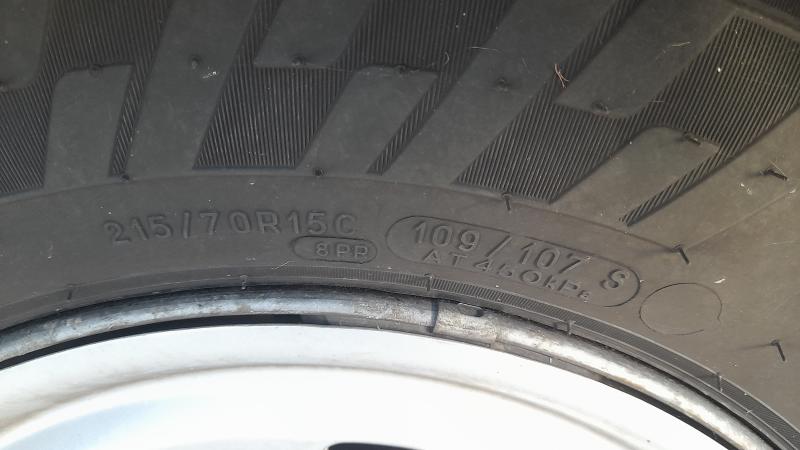 215/70R15C
8PR
109/107 S
AT 450kPa